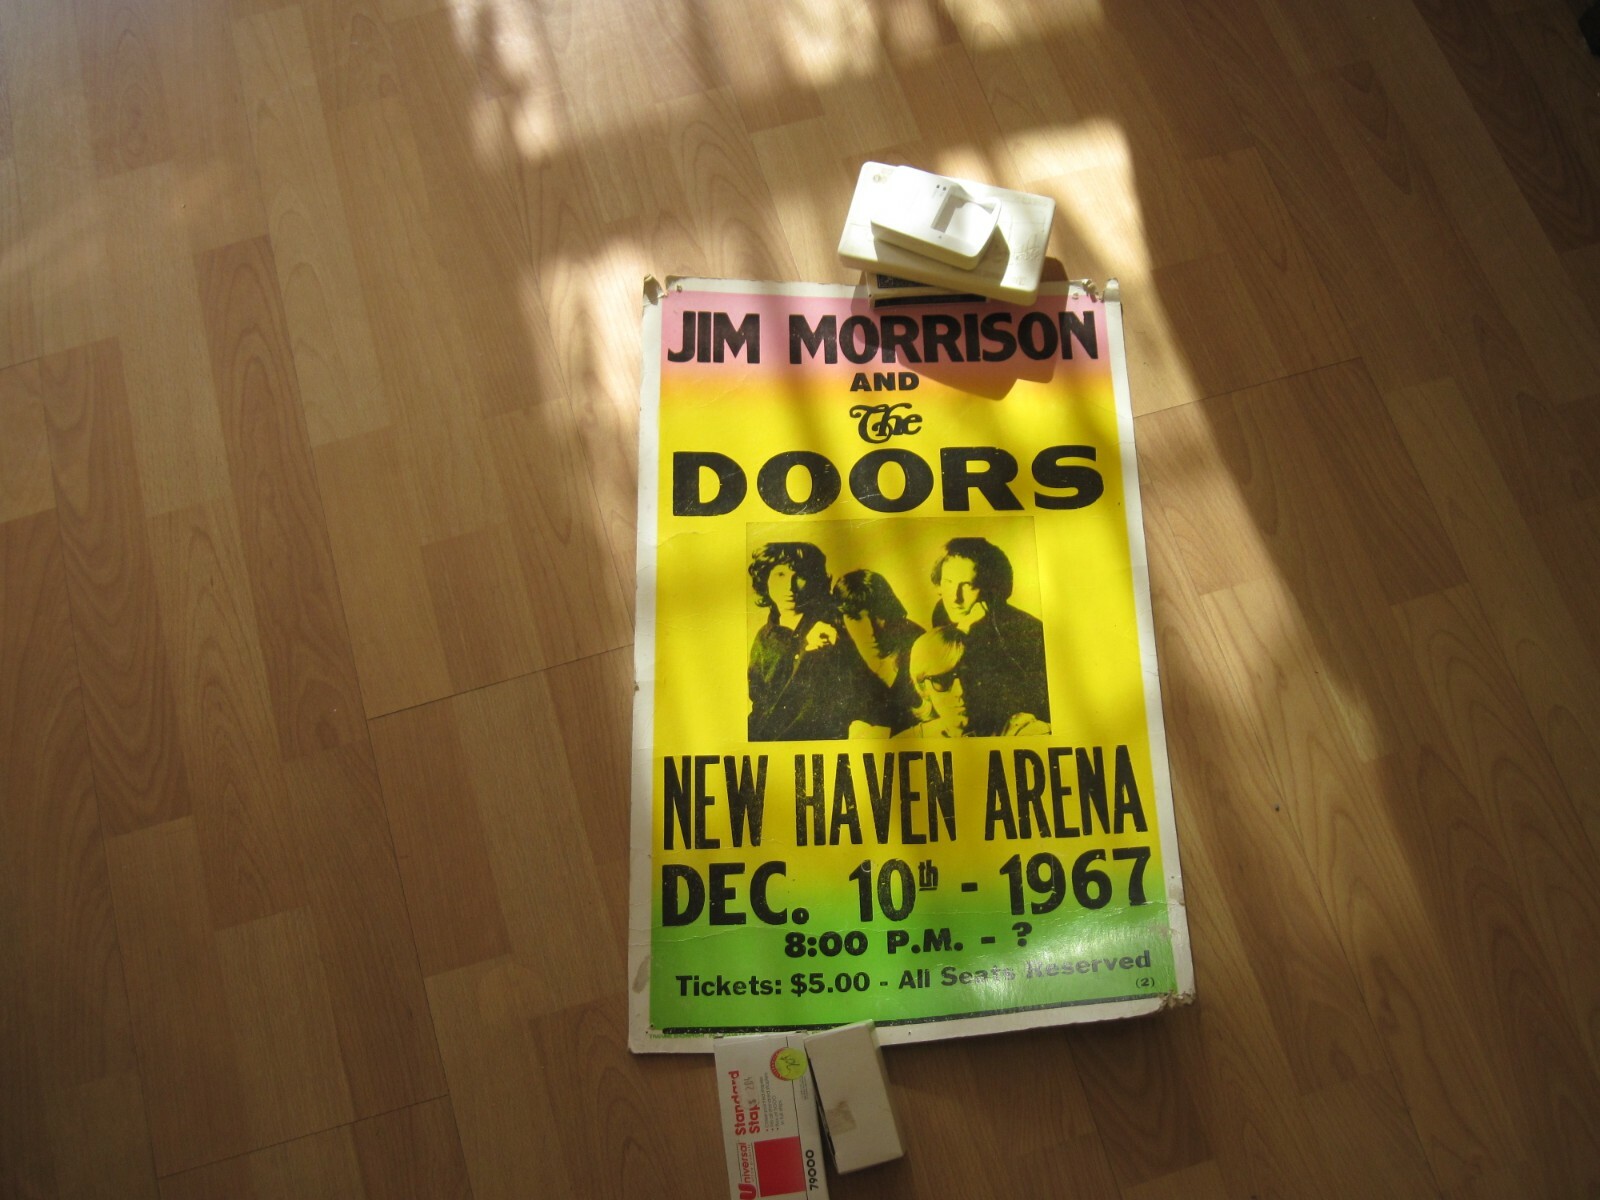 JIM MORRISON
AND
The
DOORS
NEW HAVEN ARENA
DEC. 10th - 1967
8:00 P.M. - ?
Tickets: $5.00 - All Seats Reserved
(2)
Universal
Standard
Staples
79000